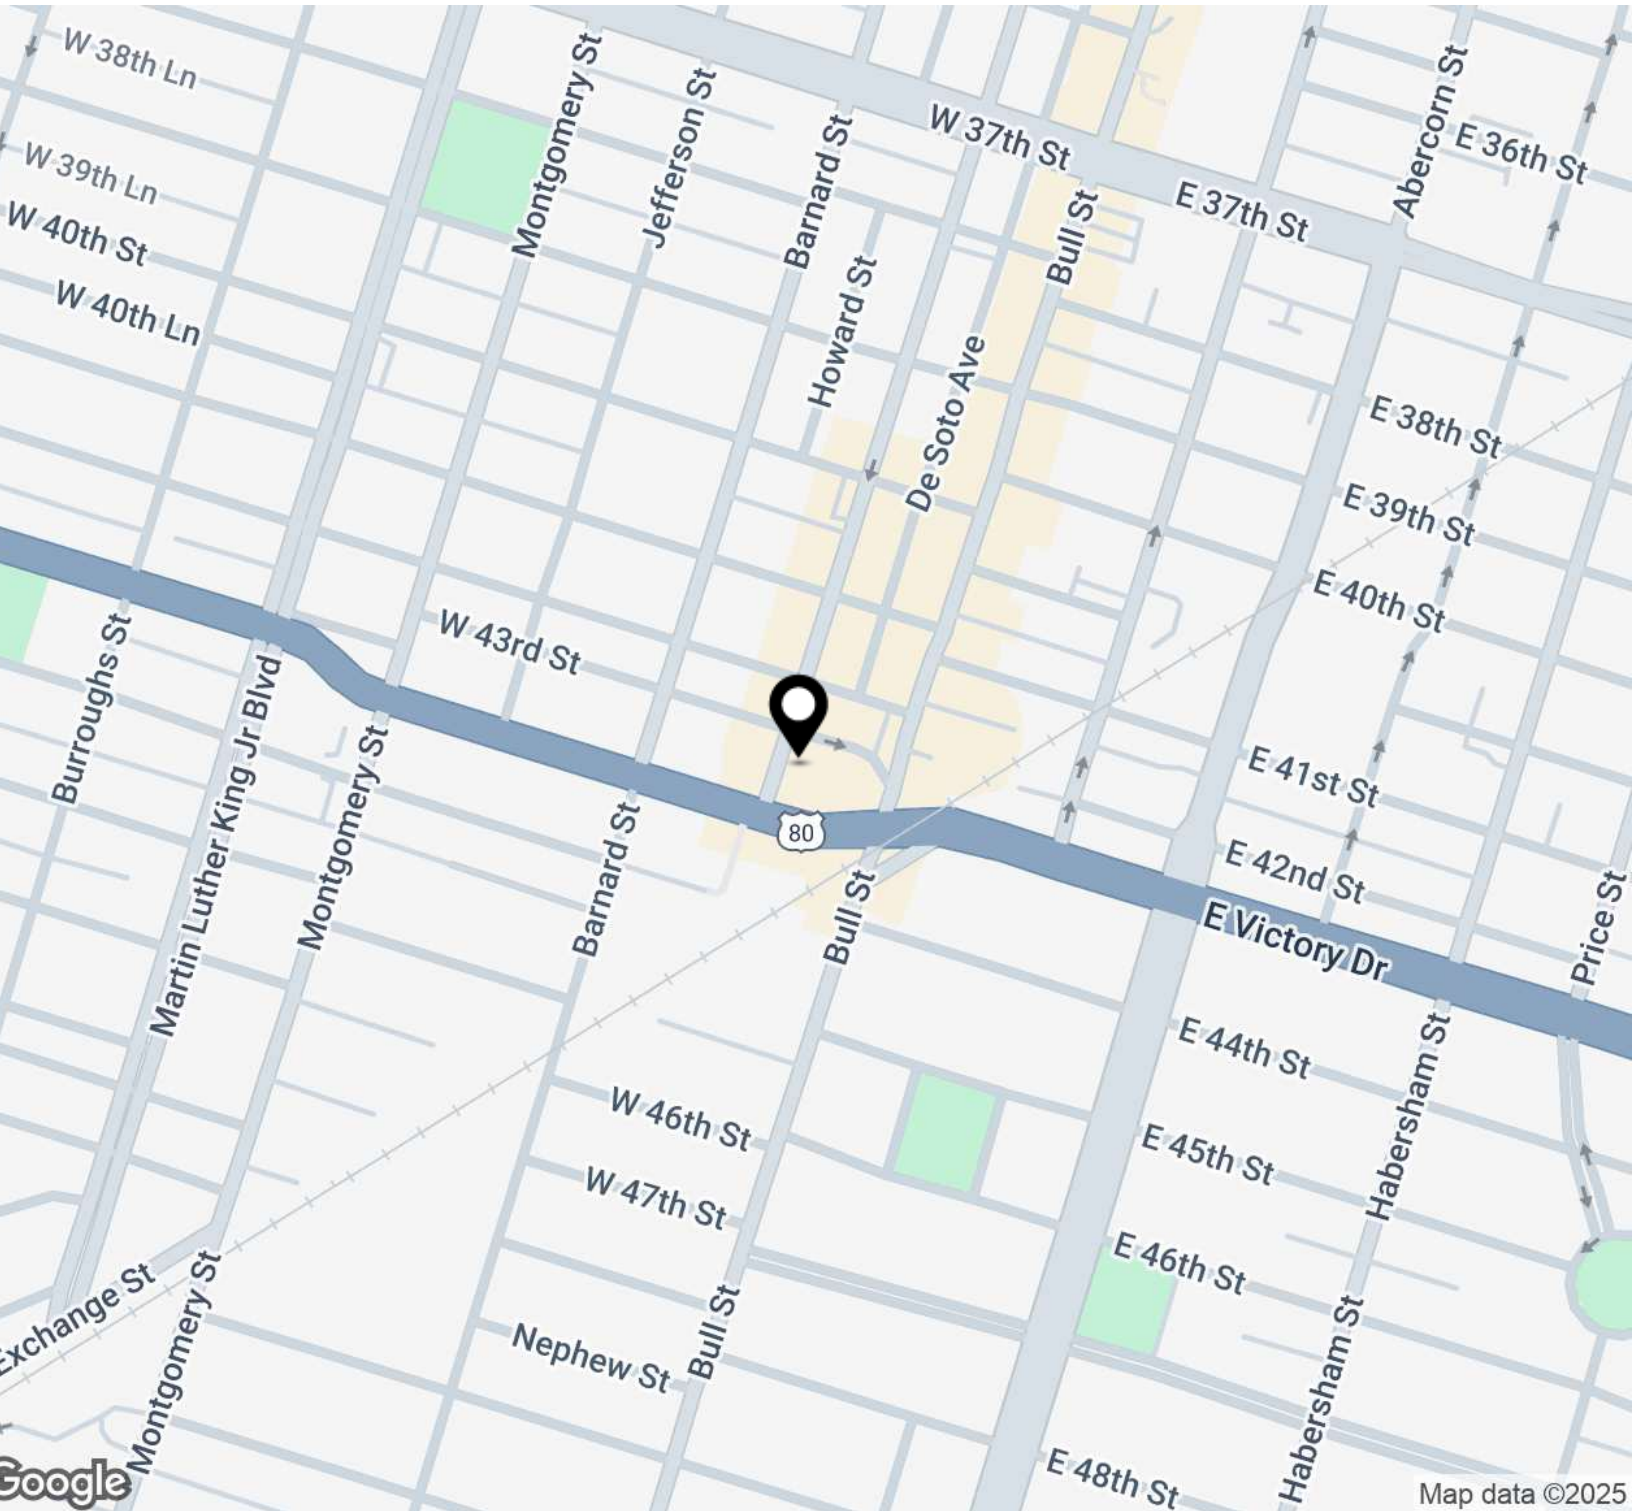 W 38th Ln
Montgomery St
Jefferson St
Barnard St
W 37th St
Abercorn St
E 36th St
W 39th Ln
W 40th St
E 37th St
Bull St
W 40th Ln
Howard St
De Soto Ave
E 38th St
E 39th St
E 40th St
W 43rd St
Burroughs St
Martin Luther King Jr Blvd
Montgomery St
Barnard St
80
Bull St
E 41st St
E 42nd St
E Victory Dr
Price St
E 44th St
Habersham St
W 46th St
E 45th St
W 47th St
E 46th St
Exchange St
Montgomery St
Nephew St
Bull St
Habersham St
E 48th St
Google
Map data ©2025